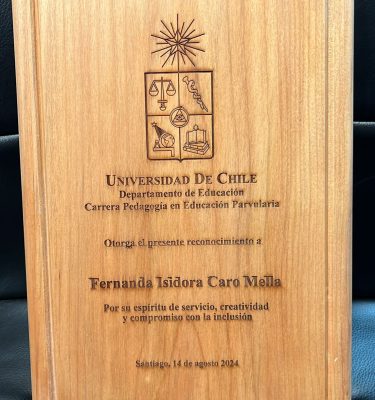 UNIVERSIDAD DE CHILE
Departamento de Educación
Carrera Pedagogía en Educación Parvularia
Otorga el presente reconocimiento a
Fernanda Isidora Caro Mella
Por su espíritu de servicio, creatividad
y compromiso con la inclusión
Santiago, 14 de agosto 2024